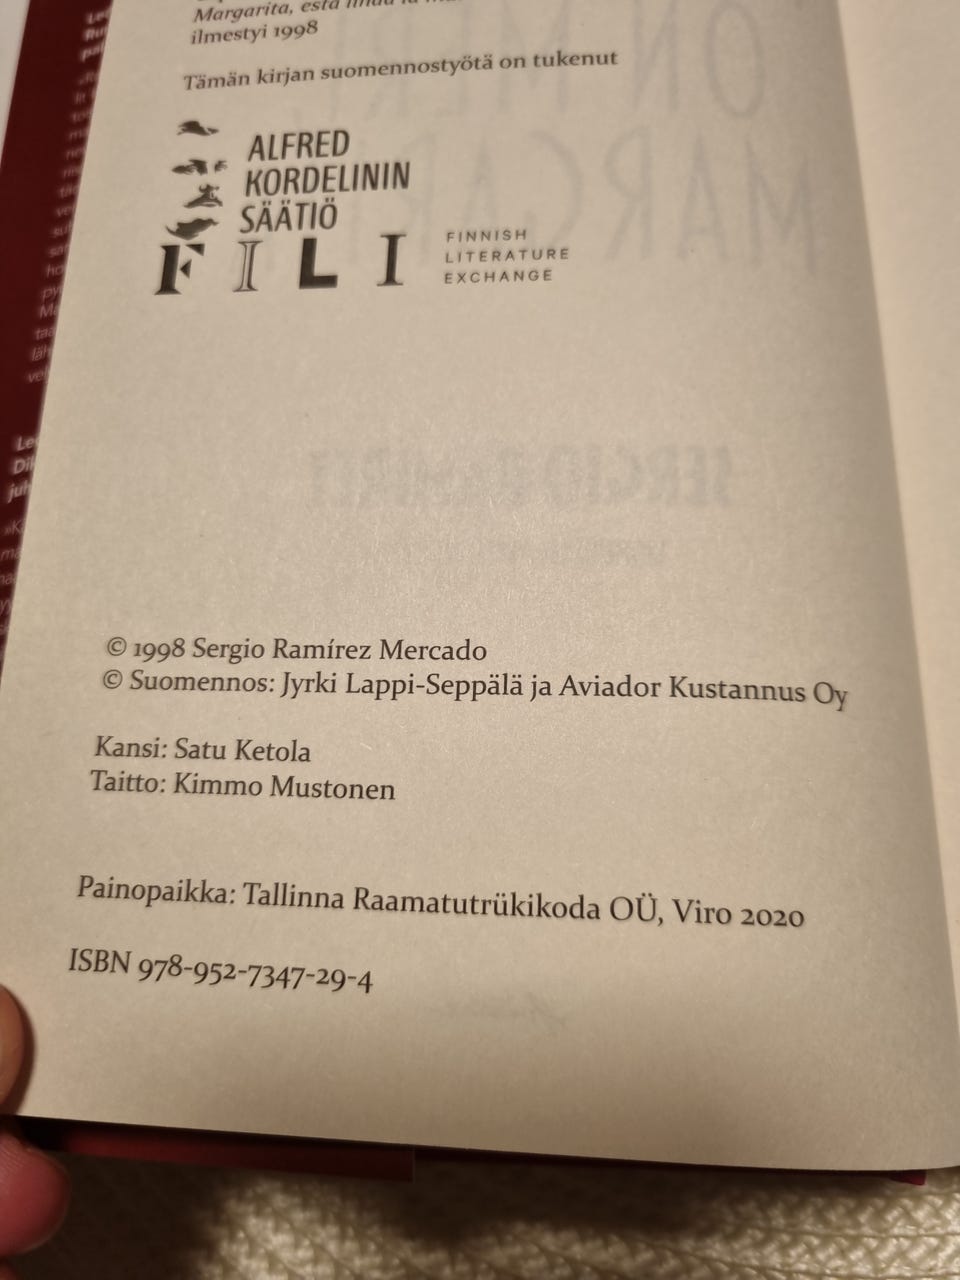 Margarita, está
ilmestyi 1998
Tämän kirjan suomennostyötä on tukenut
ALFRED
KORDELININ
SÄÄTIÖ
FILI
FINNISH
LITERATURE
EXCHANGE
© 1998 Sergio Ramírez Mercado
© Suomennos: Jyrki Lappi-Seppälä ja Aviador Kustannus Oy
Kansi: Satu Ketola
Taitto: Kimmo Mustonen
Painopaikka: Tallinna Raamatutrükikoda OÜ, Viro 2020
ISBN 978-952-7347-29-4